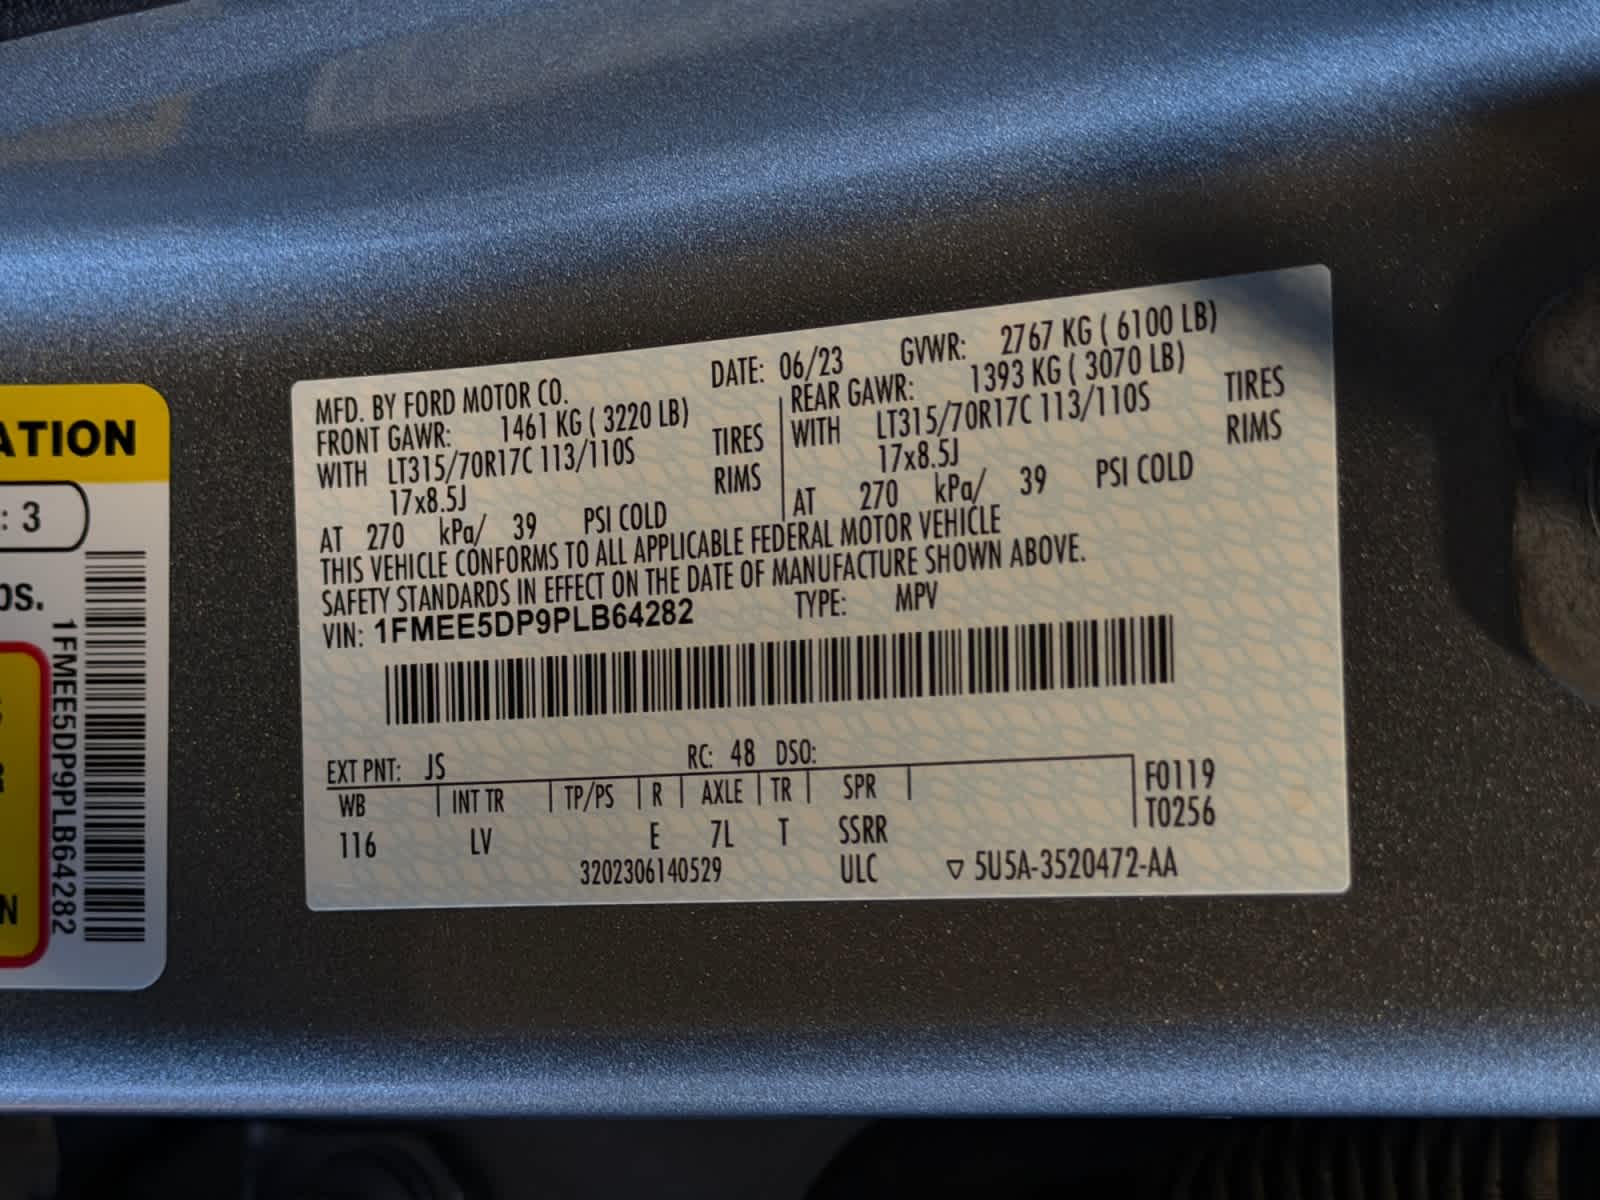 MFD. BY FORD MOTOR CO. DATE: 06/23 GVWR: 2767 KG ( 6100 LB)
FRONT GAWR: 1461 KG ( 3220 LB)
WITH LT315/70R17C 113/110S TIRES
17x8.5J RIMS
AT 270 kPa/ 39 PSI COLD
REAR GAWR: 1393 KG ( 3070 LB)
WITH LT315/70R17C 113/110S TIRES
17x8.5J RIMS
AT 270 kPa/ 39 PSI COLD
THIS VEHICLE CONFORMS TO ALL APPLICABLE FEDERAL MOTOR VEHICLE
SAFETY STANDARDS IN EFFECT ON THE DATE OF MANUFACTURE SHOWN ABOVE.
VIN: 1FMEE5DP9PLB64282 TYPE: MPV
EXT PNT: JS RC: 48 DSO:
WB INT TR TP/PS R AXLE TR SPR F0119
116 LV E 7L T SSRR T0256
3202306140529 ULC ▽ 5U5A-3520472-AA
: 3
1FMEE5DP9PLB64282